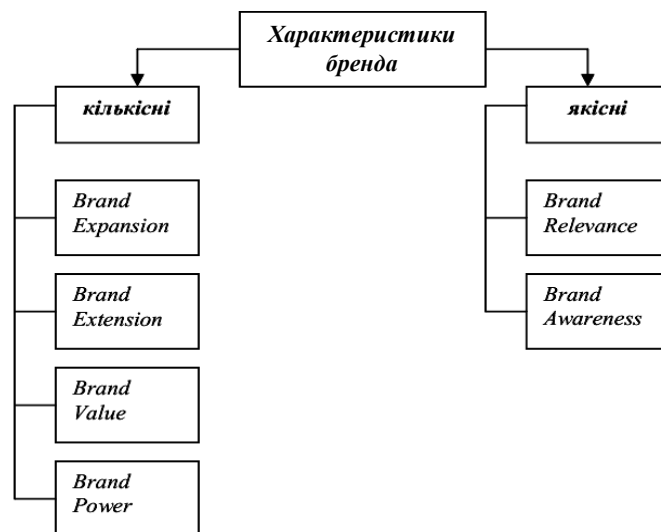 Характеристики
бренда
кількісні
якісні
Brand
Expansion
Brand
Extension
Brand
Value
Brand
Power
Brand
Relevance
Brand
Awareness